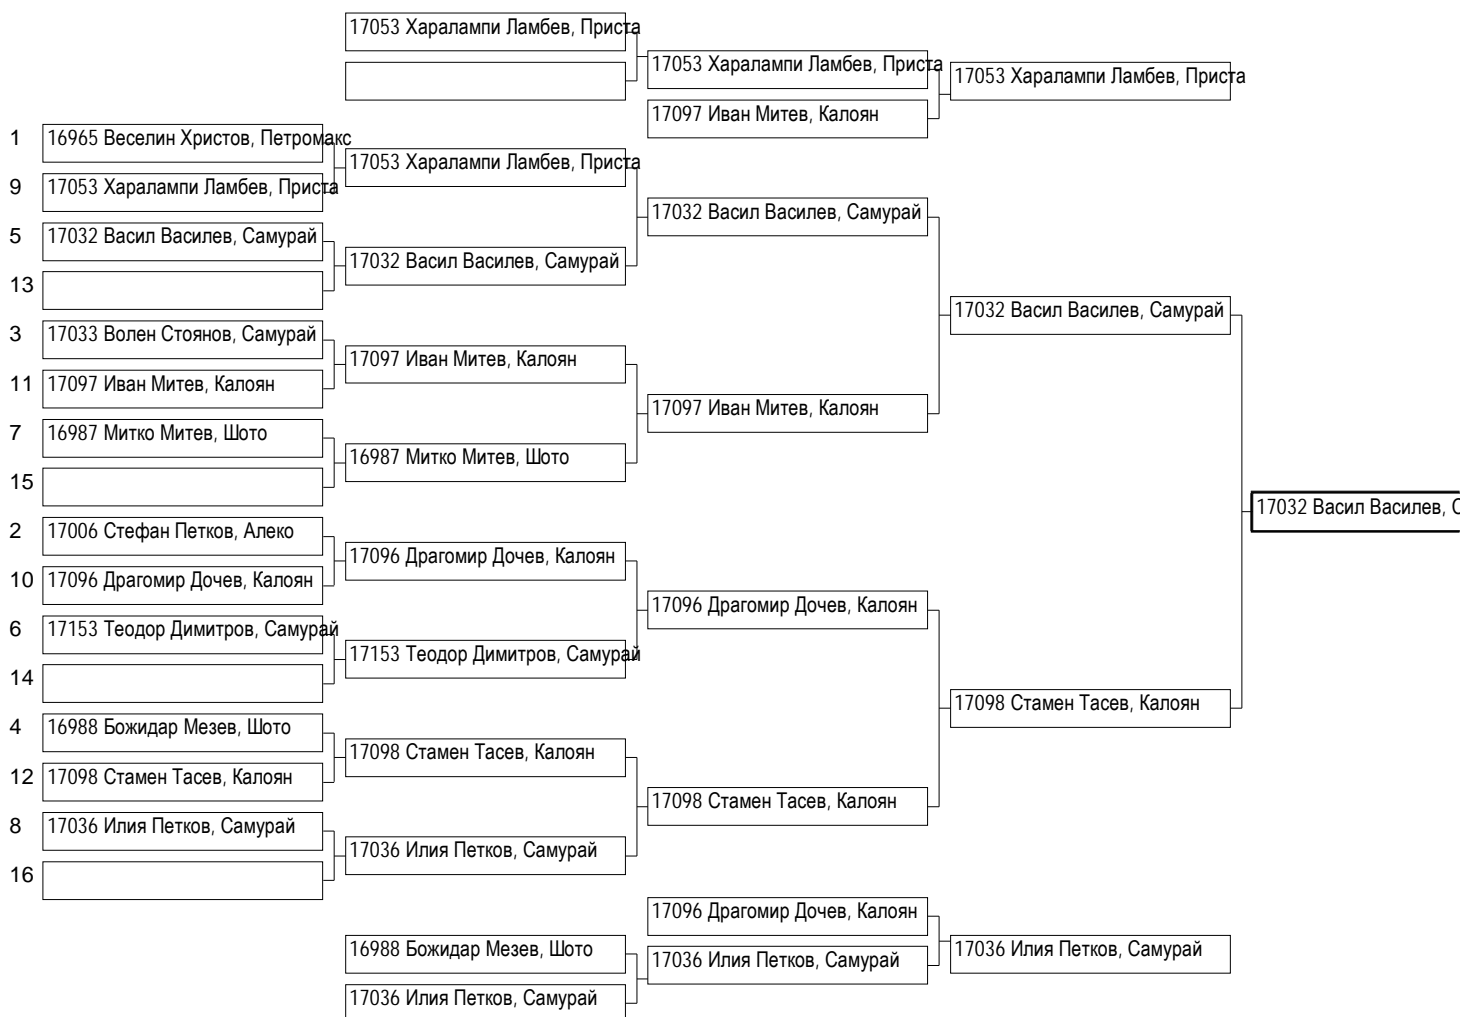 17053 Харалампи Ламбев, Приста
17053 Харалампи Ламбев, Приста
17053 Харалампи Ламбев, Приста
17097 Иван Митев, Калоян
1 16965 Веселин Христов, Петромакс
17053 Харалампи Ламбев, Приста
9 17053 Харалампи Ламбев, Приста
17032 Васил Василев, Самурай
5 17032 Васил Василев, Самурай
17032 Васил Василев, Самурай
13
17032 Васил Василев, Самурай
3 17033 Волен Стоянов, Самурай
17097 Иван Митев, Калоян
11 17097 Иван Митев, Калоян
17097 Иван Митев, Калоян
7 16987 Митко Митев, Шото
16987 Митко Митев, Шото
15
17032 Васил Василев,
2 17006 Стефан Петков, Алеко
17096 Драгомир Дочев, Калоян
10 17096 Драгомир Дочев, Калоян
17096 Драгомир Дочев, Калоян
6 17153 Теодор Димитров, Самурай
17153 Теодор Димитров, Самурай
14
17098 Стамен Тасев, Калоян
4 16988 Божидар Мезев, Шото
17098 Стамен Тасев, Калоян
12 17098 Стамен Тасев, Калоян
17098 Стамен Тасев, Калоян
8 17036 Илия Петков, Самурай
17036 Илия Петков, Самурай
16
17096 Драгомир Дочев, Калоян
16988 Божидар Мезев, Шото
17036 Илия Петков, Самурай
17036 Илия Петков, Самурай
17036 Илия Петков, Самурай